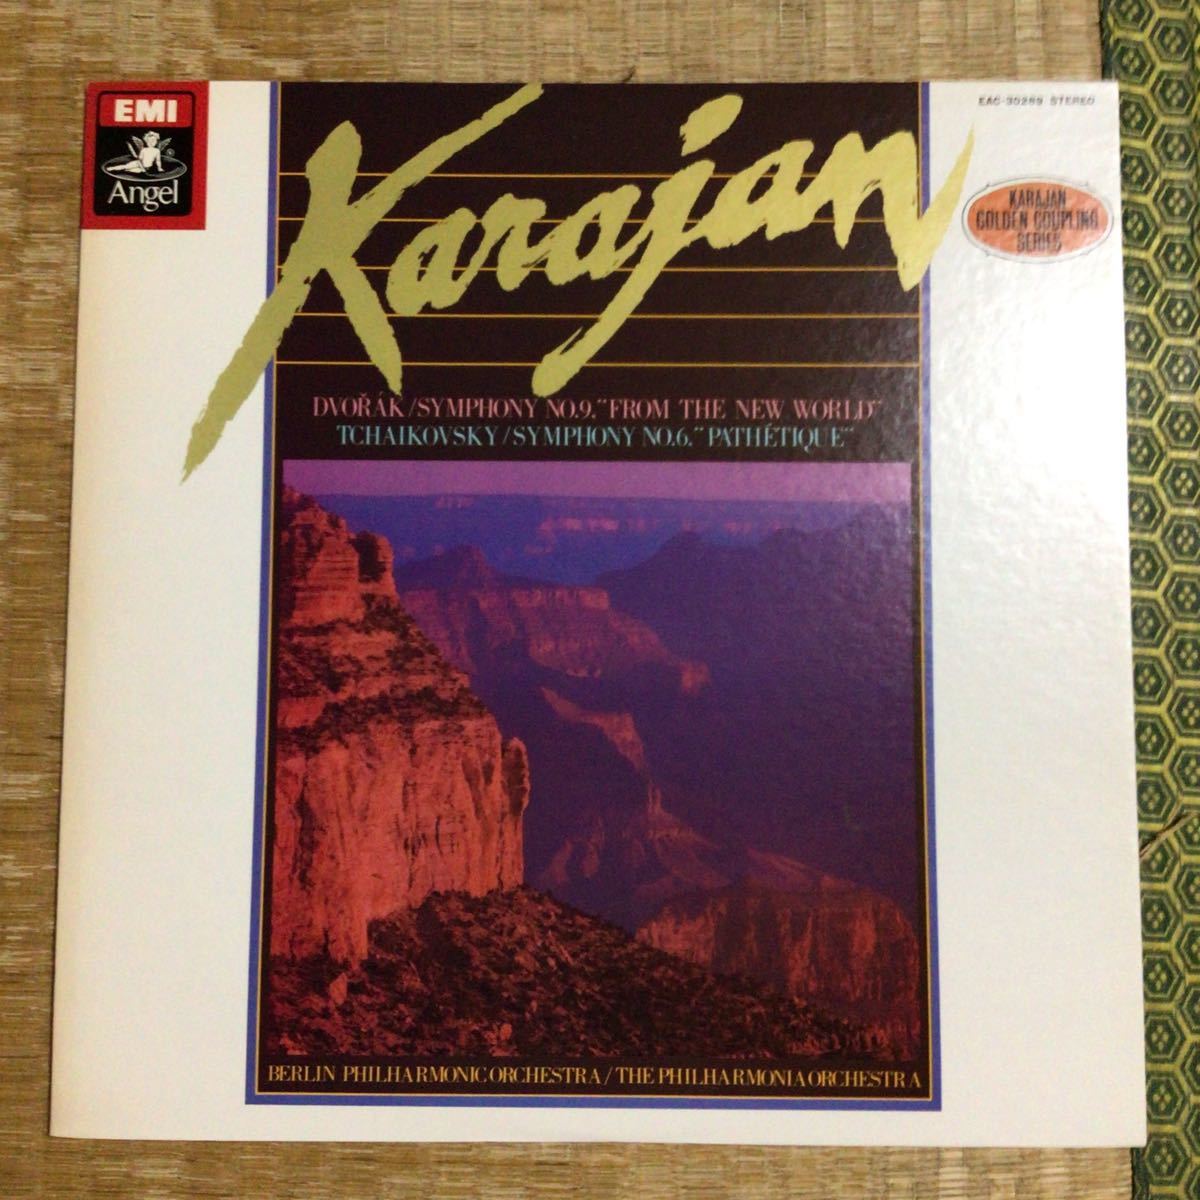 EMI
Angel
Karajan
EAC-30289 STEREO
KARAJAN
GOLDEN COUPLING
SERIES
DVOŘÁK/SYMPHONY NO.9,"FROM THE NEW WORLD"
TCHAIKOVSKY/SYMPHONY NO.6,"PATHÉTIQUE"
BERLIN PHILHARMONIC ORCHESTRA/THE PHILHARMONIA ORCHESTRA